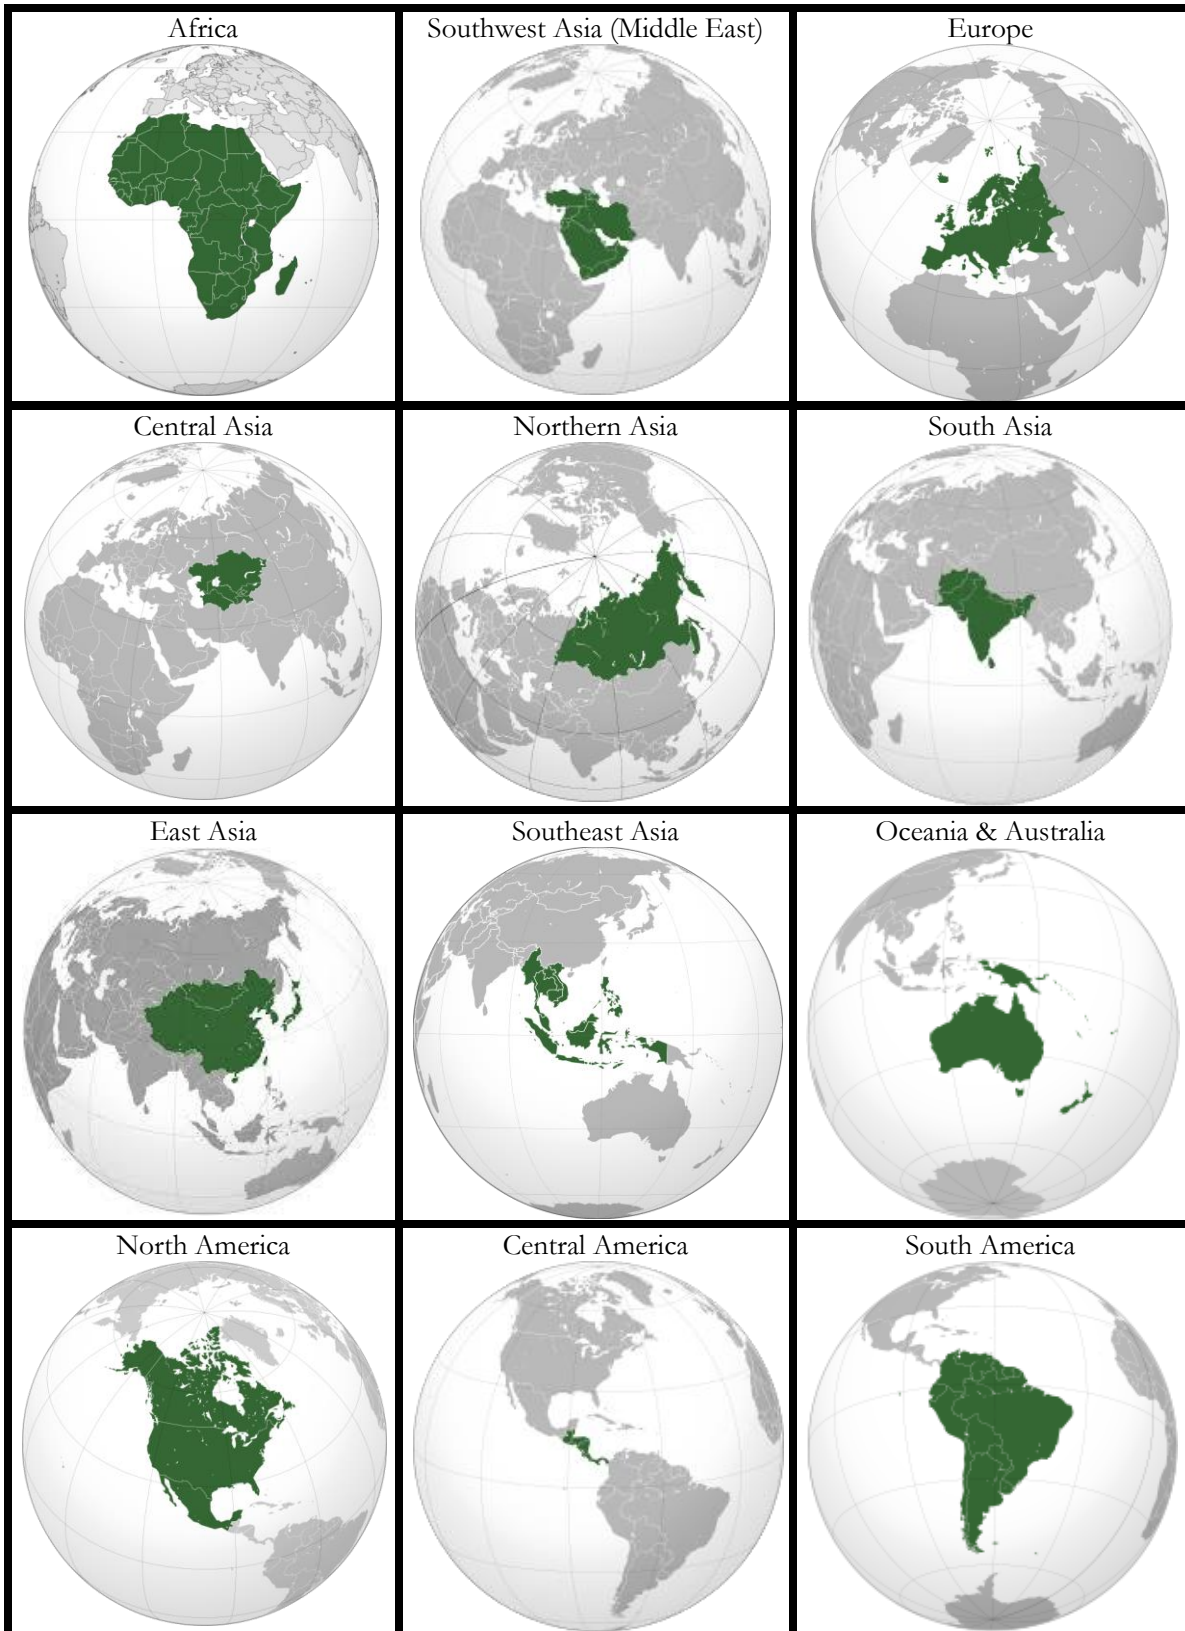 Africa
Southwest Asia (Middle East)
Europe
Central Asia
Northern Asia
South Asia
East Asia
Southeast Asia
Oceania & Australia
North America
Central America
South America